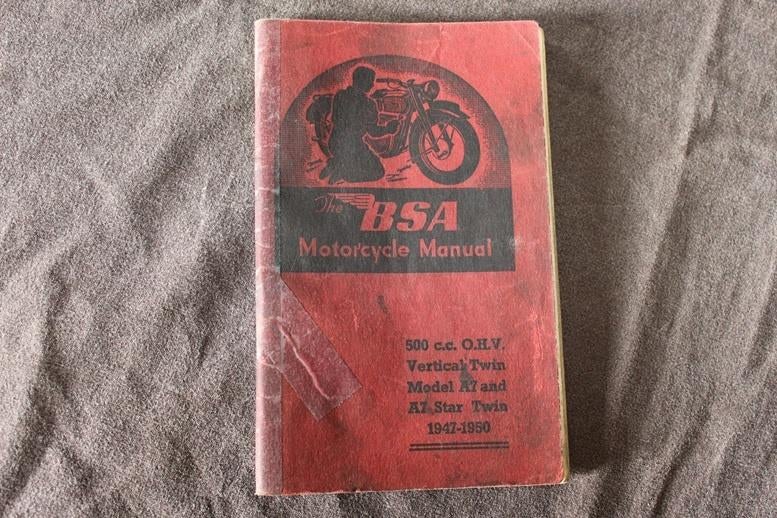 The BSA
Motorcycle Manual
500 c.c. O.H.V.
Vertical Twin
Model A7 and
A7 Star Twin
1947-1950